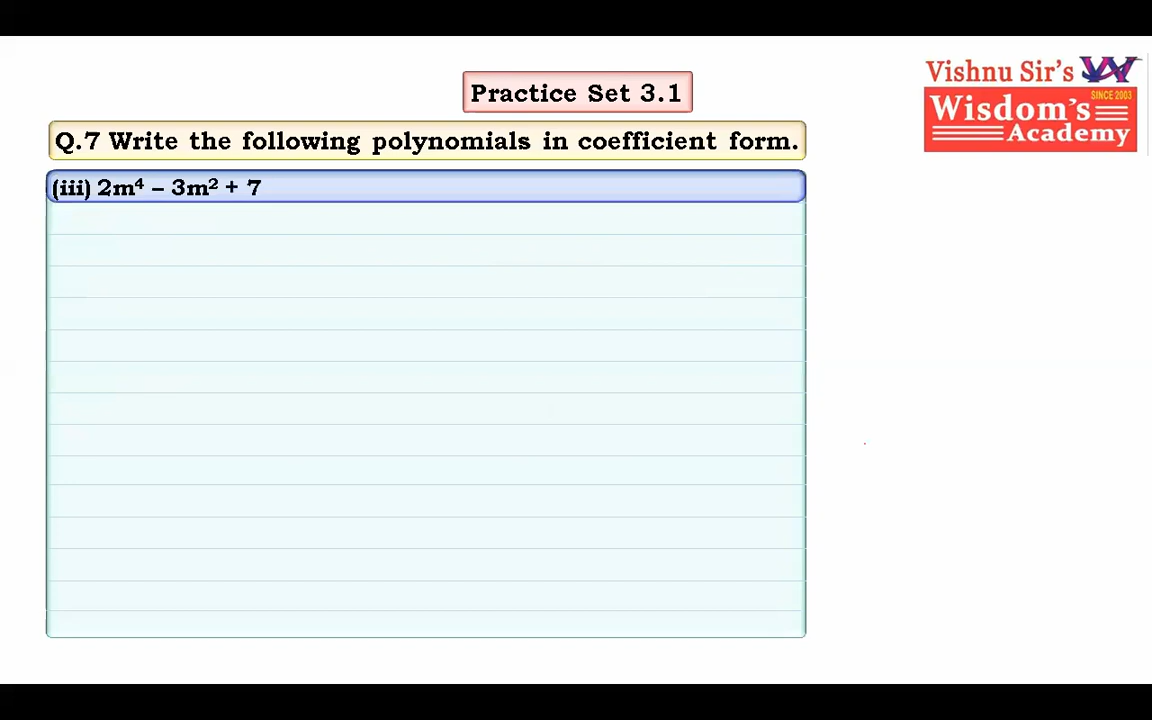 Vishnu Sir's
SINCE 2003
Wisdom's
Academy
Practice Set 3.1
Q.7 Write the following polynomials in coefficient form.
(iii) 2m⁴ – 3m² + 7